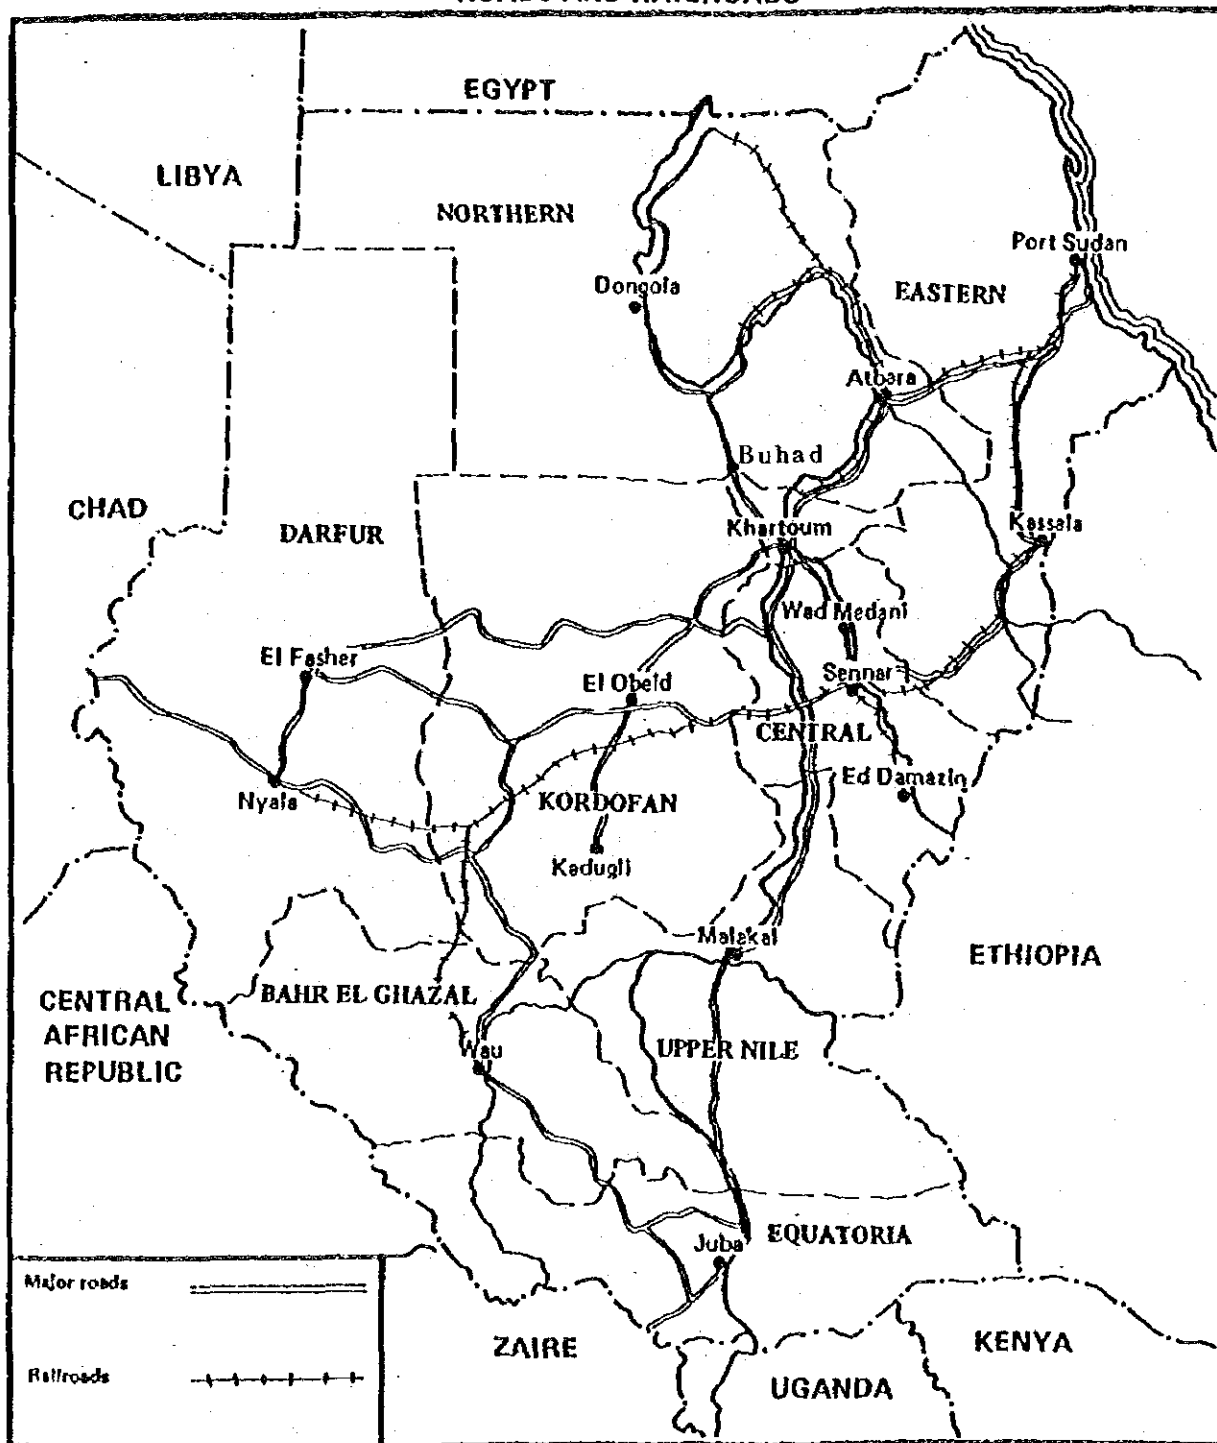 EGYPT
LIBYA
NORTHERN
Port Sudan
Dongola
EASTERN
Atbara
Buhad
CHAD
DARFUR
Khartoum
Kassala
Wad Medani
El Fasher
El Obeid
Sennar
CENTRAL
Nyala
KORDOFAN
Ed Damazin
Kadugli
Malakal
ETHIOPIA
CENTRAL
AFRICAN
REPUBLIC
BAHR EL GHAZAL
Wau
UPPER NILE
EQUATORIA
Juba
Major roads
ZAIRE
KENYA
Railroads
UGANDA